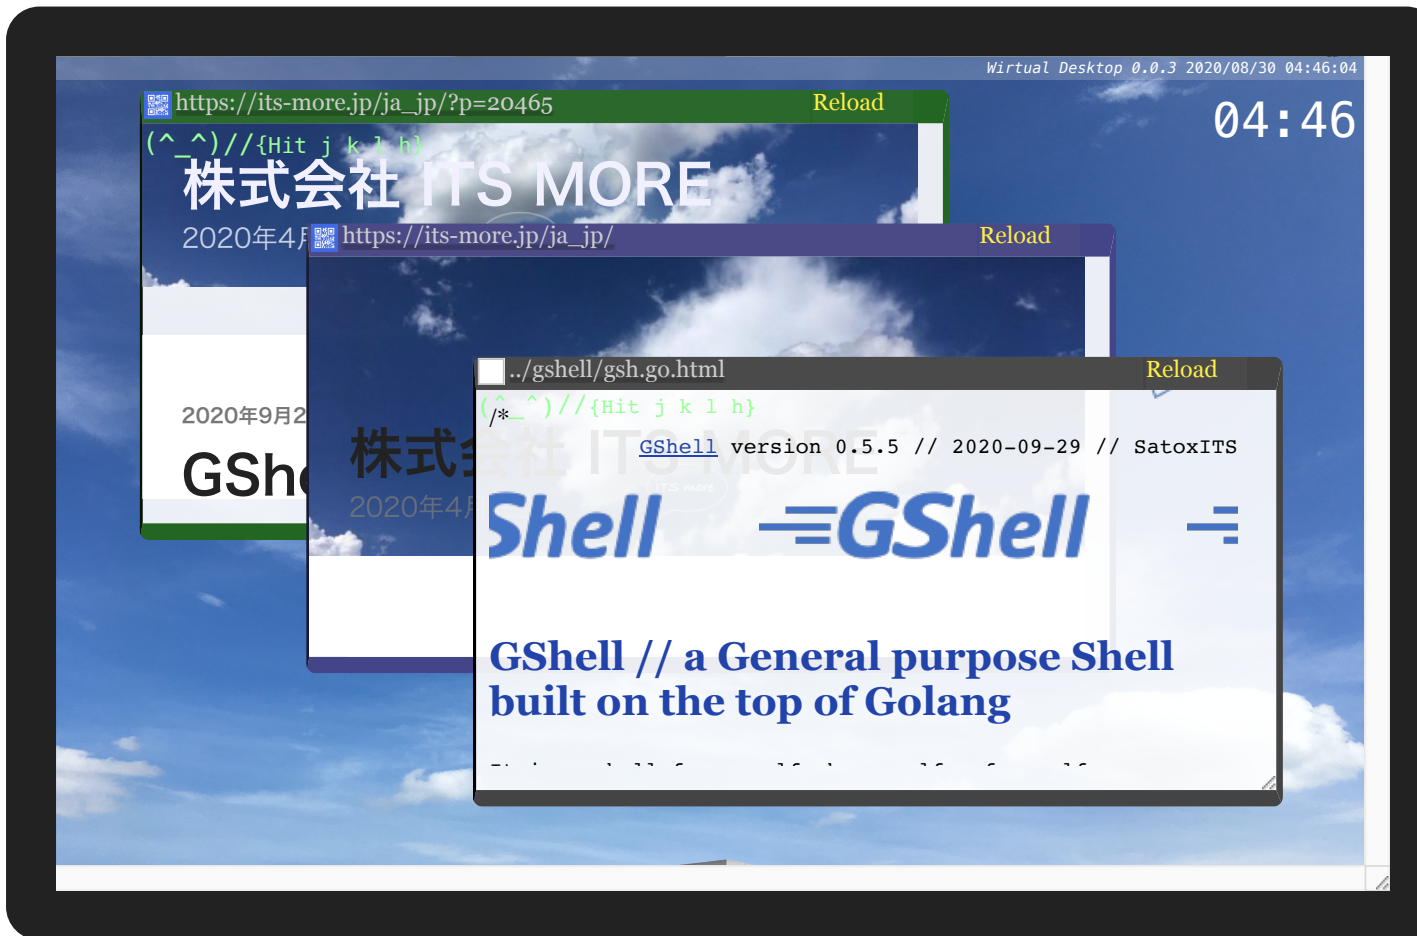 Wirtual Desktop 0.0.3 2020/08/30 04:46:04
04:46
https://its-more.jp/ja_jp/?p=20465 Reload
(^_^)//{Hit j k l h}
株式会社 ITS MORE
2020年4月
https://its-more.jp/ja_jp/ Reload
2020年9月2
GShe
株式会社 ITS MORE
ITS more
2020年4月
../gshell/gsh.go.html Reload
(^_^)//{Hit j k l h}
/*
GShell version 0.5.5 // 2020-09-29 // SatoxITS
Shell GShell
GShell // a General purpose Shell
built on the top of Golang